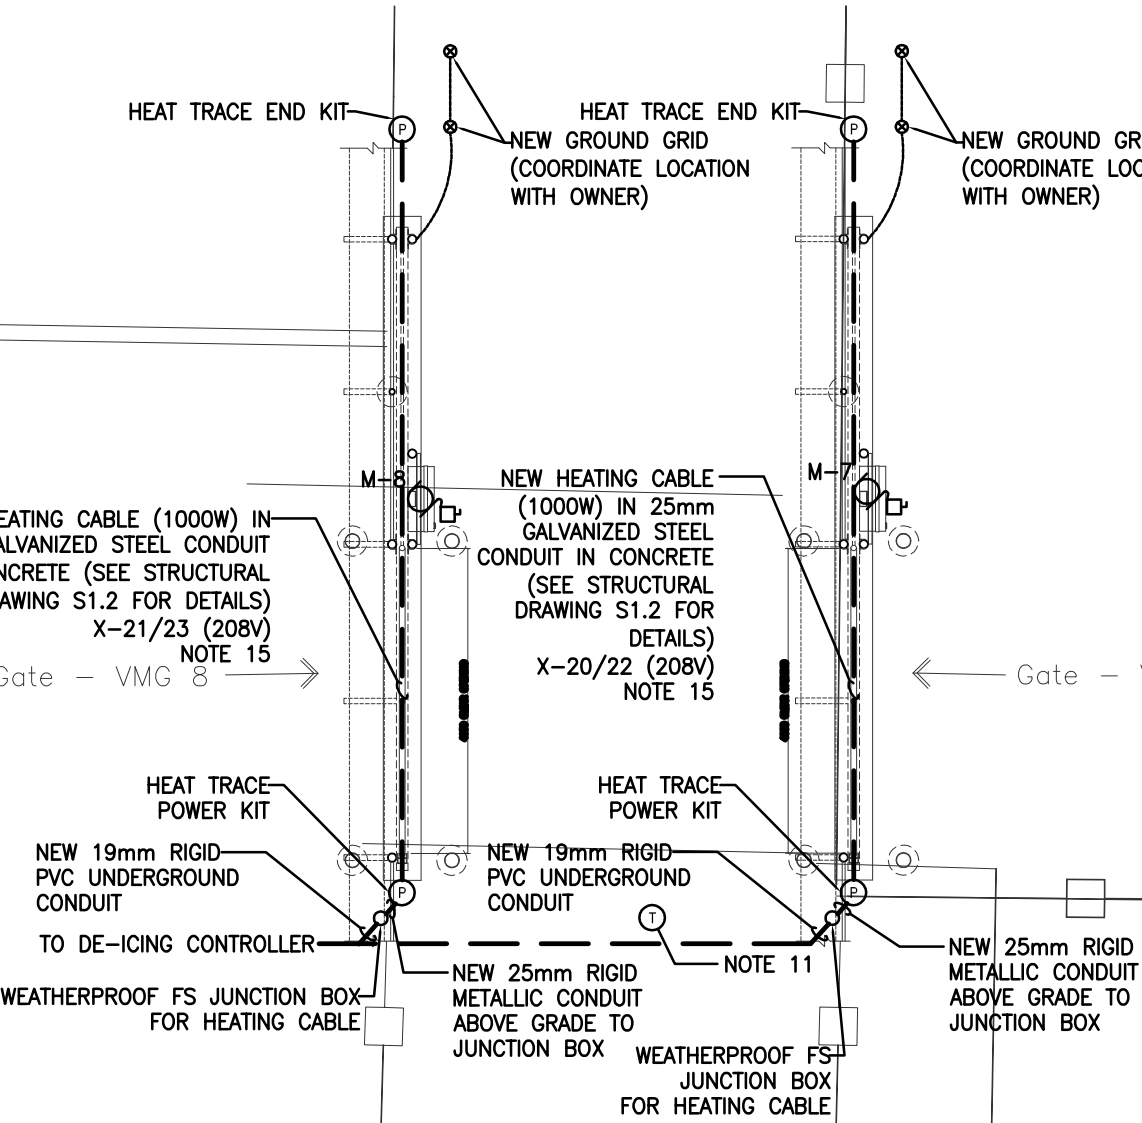 HEAT TRACE END KIT
P
NEW GROUND GRID
(COORDINATE LOCATION
WITH OWNER)
HEAT TRACE END KIT
P
NEW GROUND GR
(COORDINATE LOC
WITH OWNER)
M-8
EATING CABLE (1000W) IN
ALVANIZED STEEL CONDUIT
NCRETE (SEE STRUCTURAL
AWING S1.2 FOR DETAILS)
X-21/23 (208V)
NOTE 15
Gate - VMG 8
M-7
NEW HEATING CABLE
(1000W) IN 25mm
GALVANIZED STEEL
CONDUIT IN CONCRETE
(SEE STRUCTURAL
DRAWING S1.2 FOR
DETAILS)
X-20/22 (208V)
NOTE 15
Gate -
HEAT TRACE
POWER KIT
NEW 19mm RIGID
PVC UNDERGROUND
CONDUIT
P
TO DE-ICING CONTROLLER
WEATHERPROOF FS JUNCTION BOX
FOR HEATING CABLE
NEW 25mm RIGID
METALLIC CONDUIT
ABOVE GRADE TO
JUNCTION BOX
HEAT TRACE
POWER KIT
NEW 19mm RIGID
PVC UNDERGROUND
CONDUIT
P
T
NOTE 11
NEW 25mm RIGID
METALLIC CONDUIT
ABOVE GRADE TO
JUNCTION BOX
WEATHERPROOF FS
JUNCTION BOX
FOR HEATING CABLE